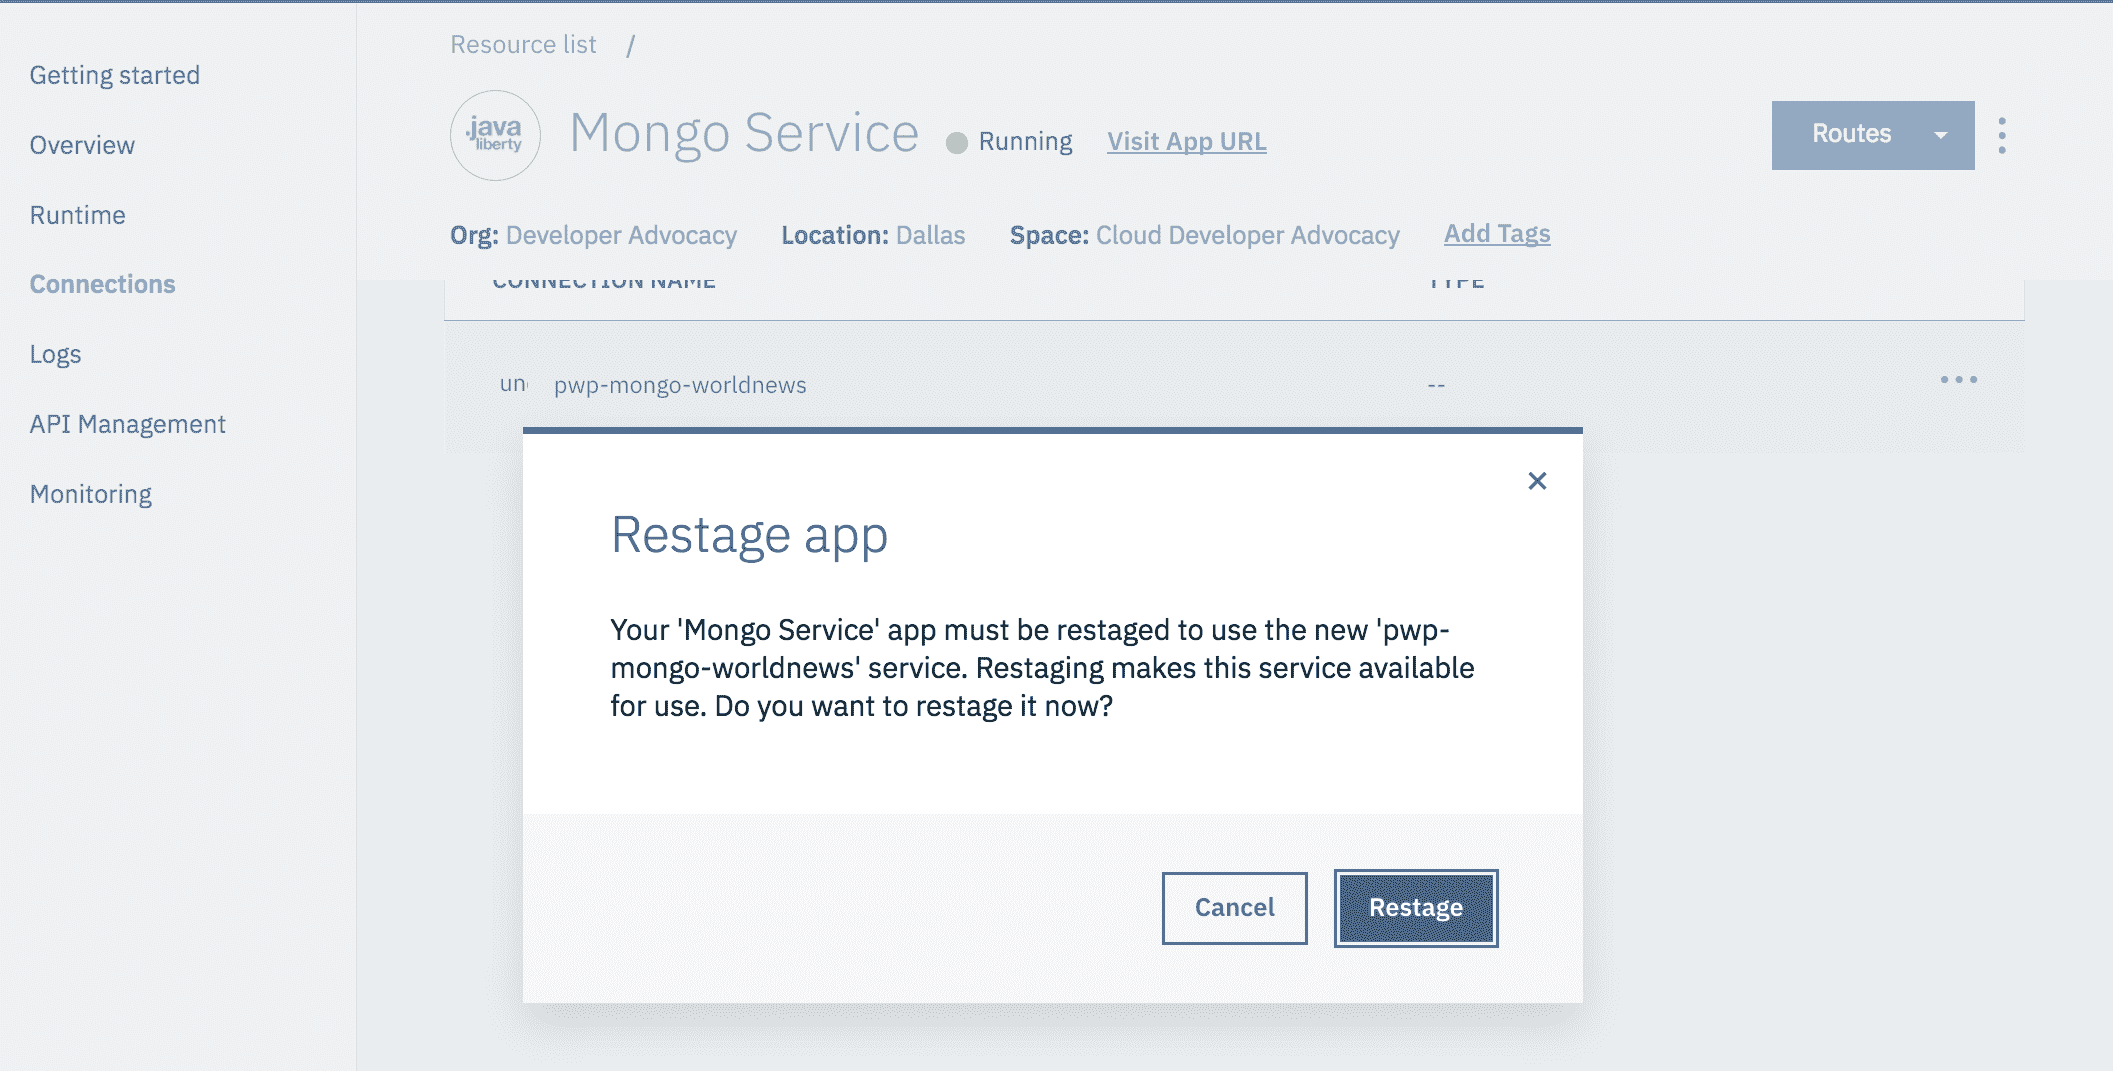 Getting started
Overview
Runtime
Connections
Logs
API Management
Monitoring
Resource list /
.java
liberty
Mongo Service
Running
Visit App URL
Routes
Org: Developer Advocacy
Location: Dallas
Space: Cloud Developer Advocacy
Add Tags
CONNECTION NAME
TYPE
pwp-mongo-worldnews
--
Restage app
Your 'Mongo Service' app must be restaged to use the new 'pwp-
mongo-worldnews' service. Restaging makes this service available
for use. Do you want to restage it now?
Cancel
Restage